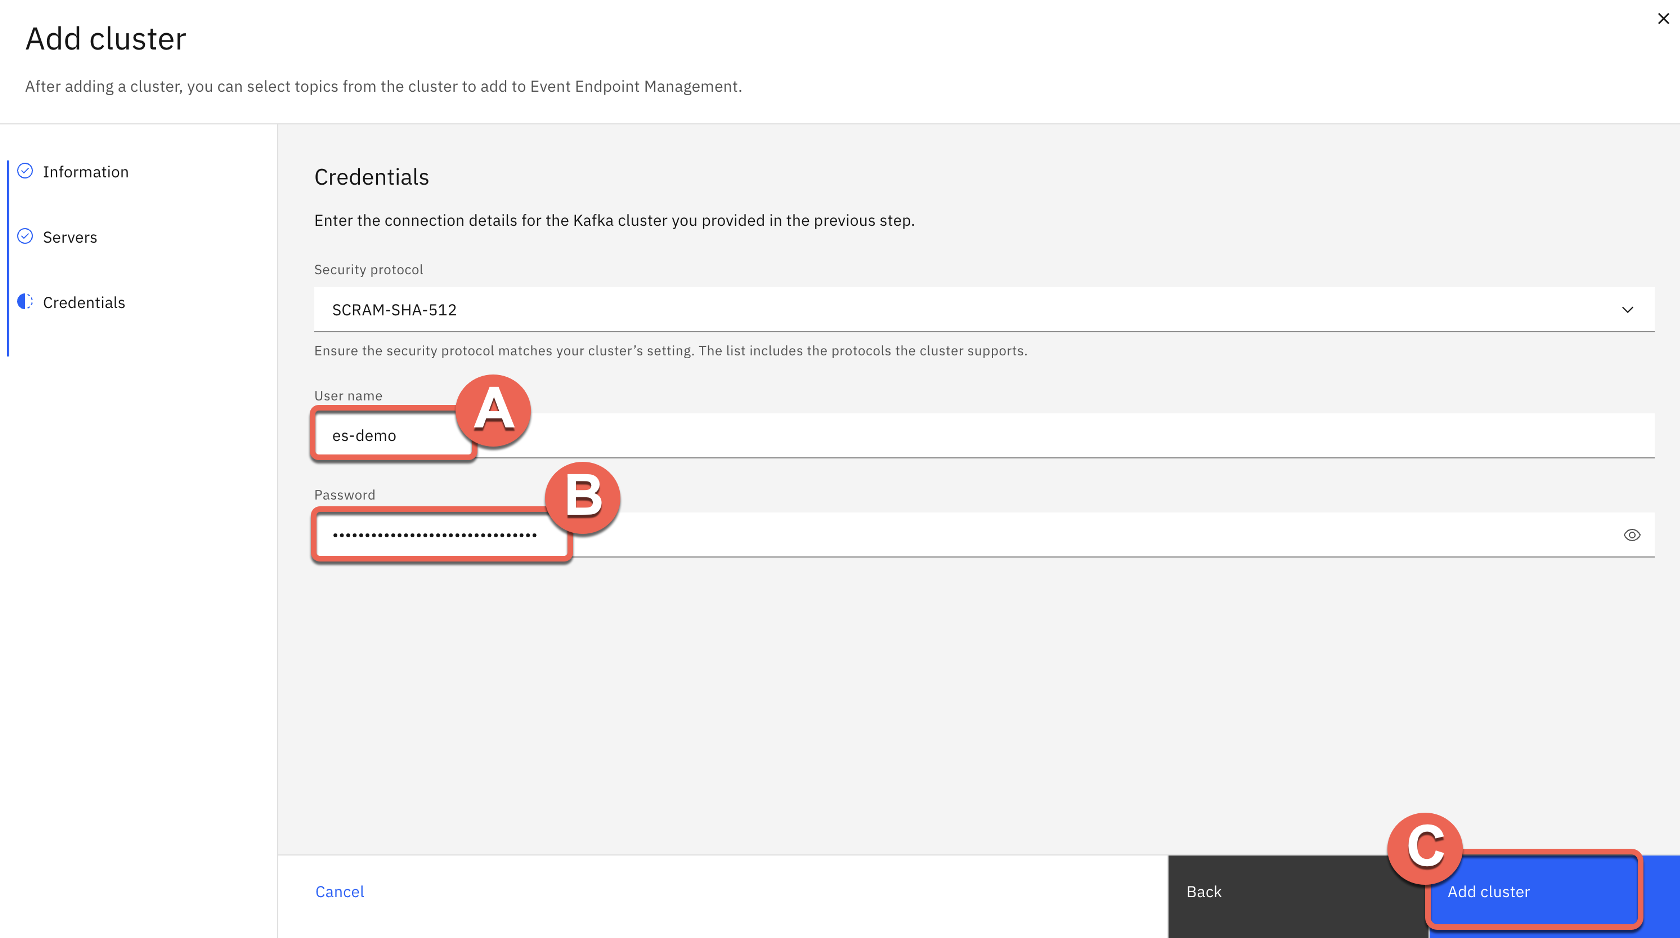 Add cluster
After adding a cluster, you can select topics from the cluster to add to Event Endpoint Management.
Information
Servers
Credentials
Credentials
Enter the connection details for the Kafka cluster you provided in the previous step.
Security protocol
SCRAM-SHA-512
Ensure the security protocol matches your cluster’s setting. The list includes the protocols the cluster supports.
User name
A
es-demo
Password
B
••••••••••••••••••••••••••••••••
Cancel
Back
C
Add cluster